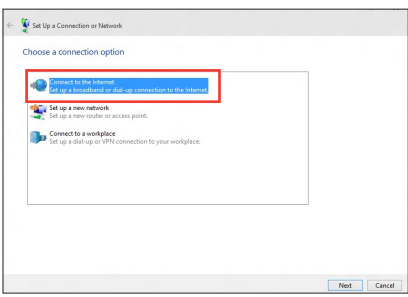 Set Up a Connection or Network
Choose a connection option
Connect to the Internet
Set up a broadband or dial-up connection to the Internet.
Set up a new network
Set up a new router or access point.
Connect to a workplace
Set up a dial-up or VPN connection to your workplace.
Next Cancel